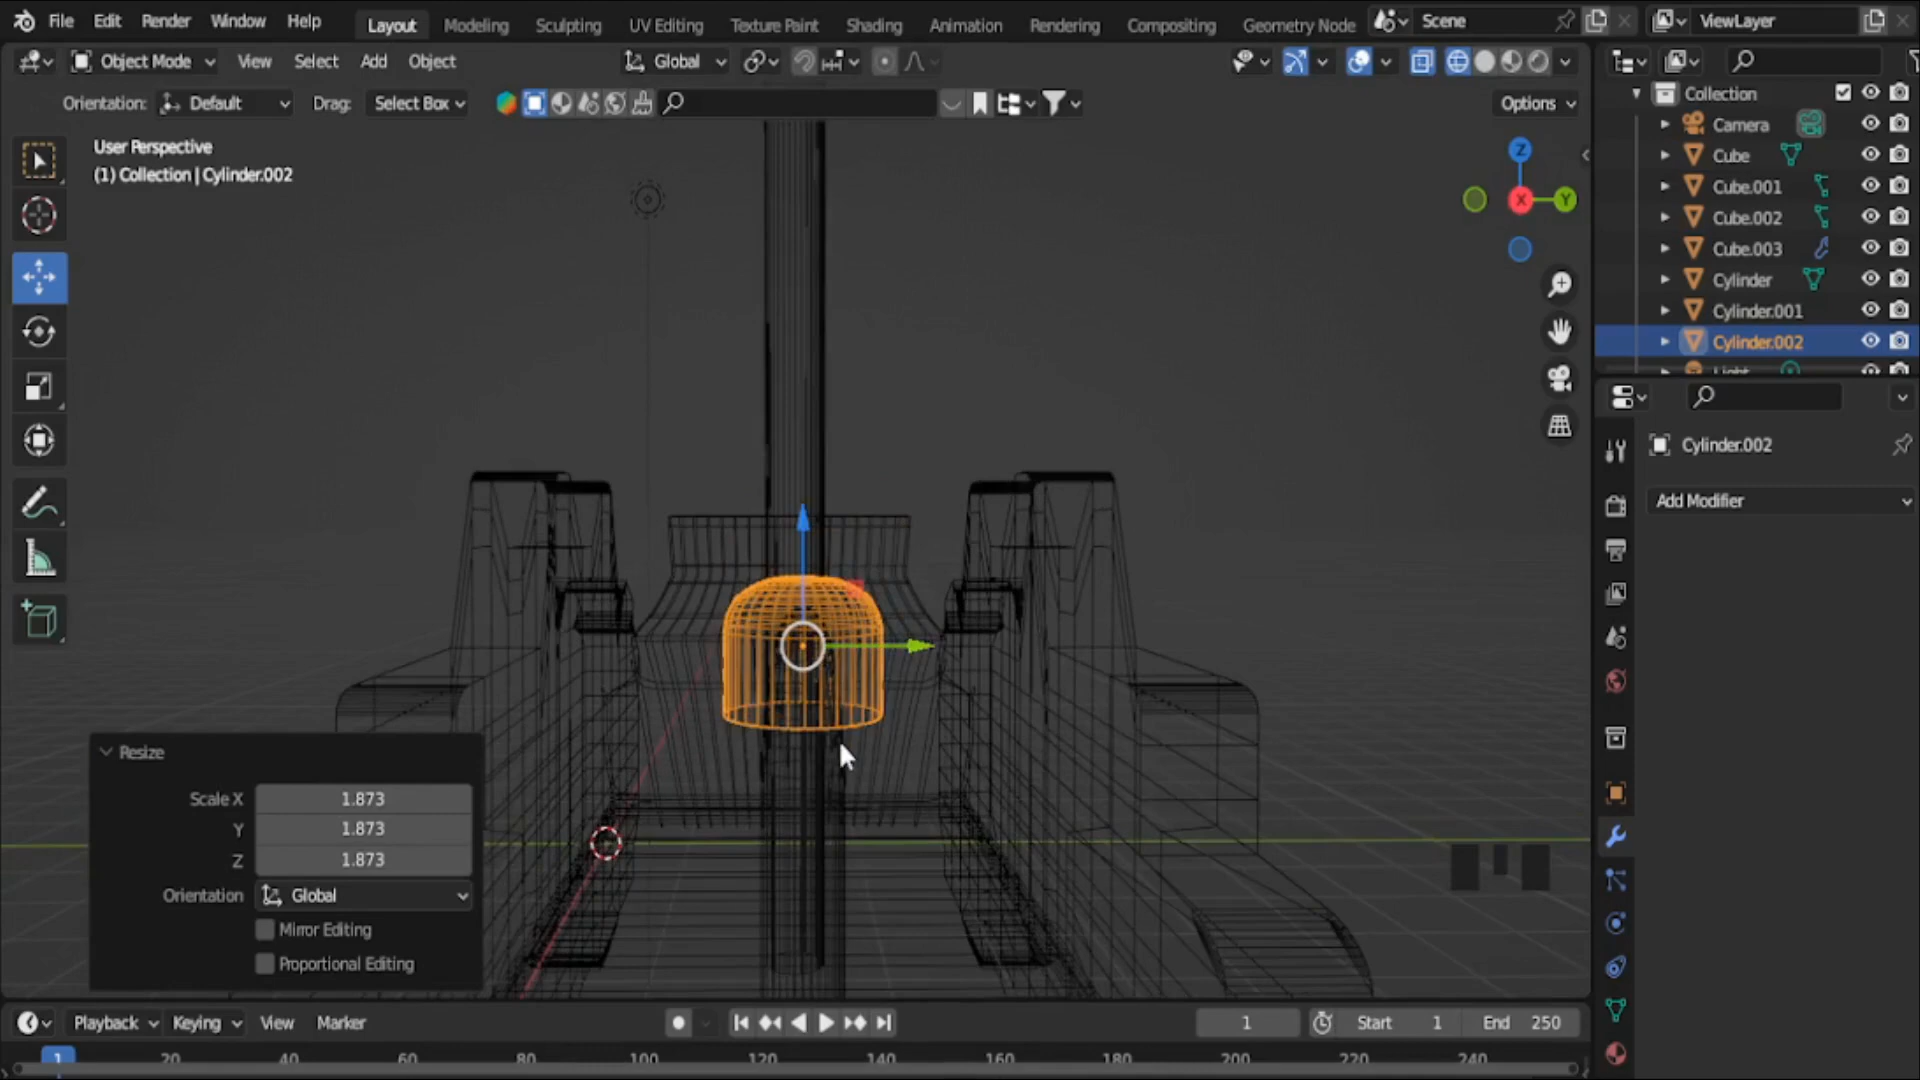 File Edit Render Window Help Layout Modeling Sculpting UV Editing Texture Paint Shading Animation Rendering Compositing Geometry Node Scene ViewLayer
Object Mode View Select Add Object Global
Orientation: Default Drag: Select Box Options
User Perspective
(1) Collection | Cylinder.002
Z
X
Y
Collection
Camera
Cube
Cube.001
Cube.002
Cube.003
Cylinder
Cylinder.001
Cylinder.002
Light
Cylinder.002
Add Modifier
Resize
Scale X 1.873
Y 1.873
Z 1.873
Orientation Global
Mirror Editing
Proportional Editing
Playback Keying View Marker 1 Start 1 End 250
1 20 40 60 80 100 120 140 160 180 200 220 240